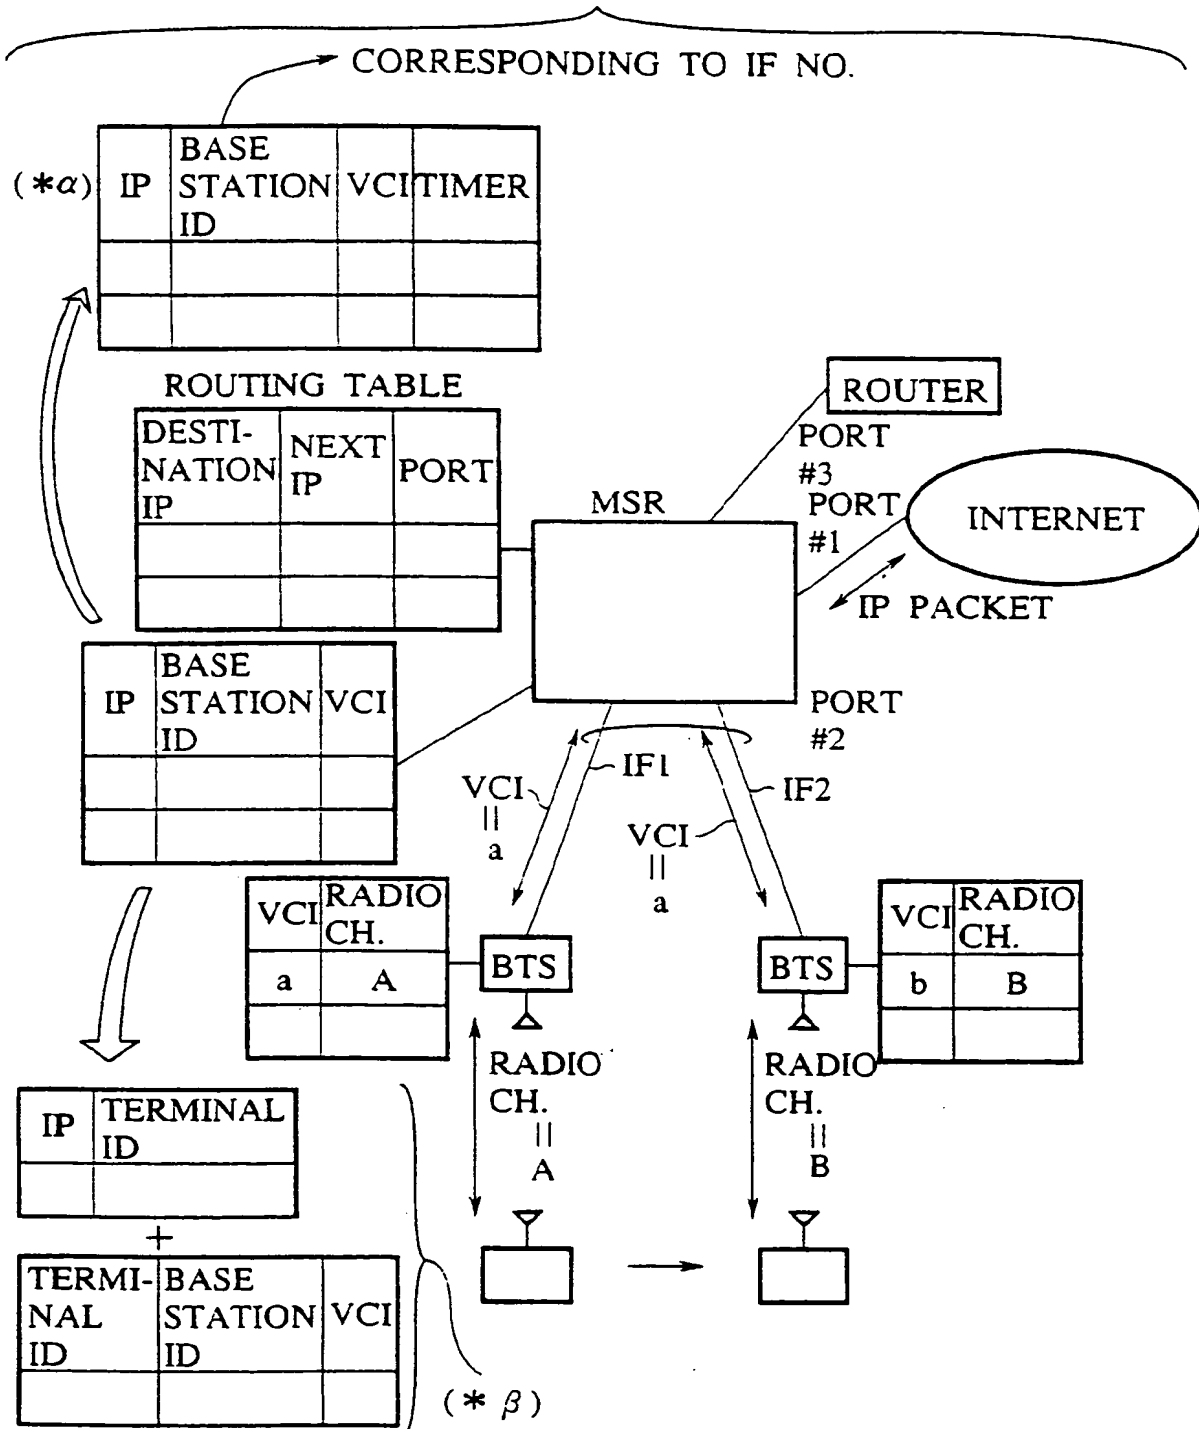 CORRESPONDING TO IF NO.
(*α)
IP
BASE
STATION
ID
VCI
TIMER
ROUTING TABLE
DESTI-
NATION
IP
NEXT
IP
PORT
ROUTER
PORT
#3
MSR
PORT
#1
INTERNET
IP PACKET
IP
BASE
STATION
ID
VCI
PORT
#2
IF1
IF2
VCI
=
a
VCI
=
a
VCI
RADIO
CH.
a
A
BTS
BTS
VCI
RADIO
CH.
b
B
RADIO
CH.
=
A
RADIO
CH.
=
B
IP
TERMINAL
ID
+
TERMI-
NAL
ID
BASE
STATION
ID
VCI
(* β)